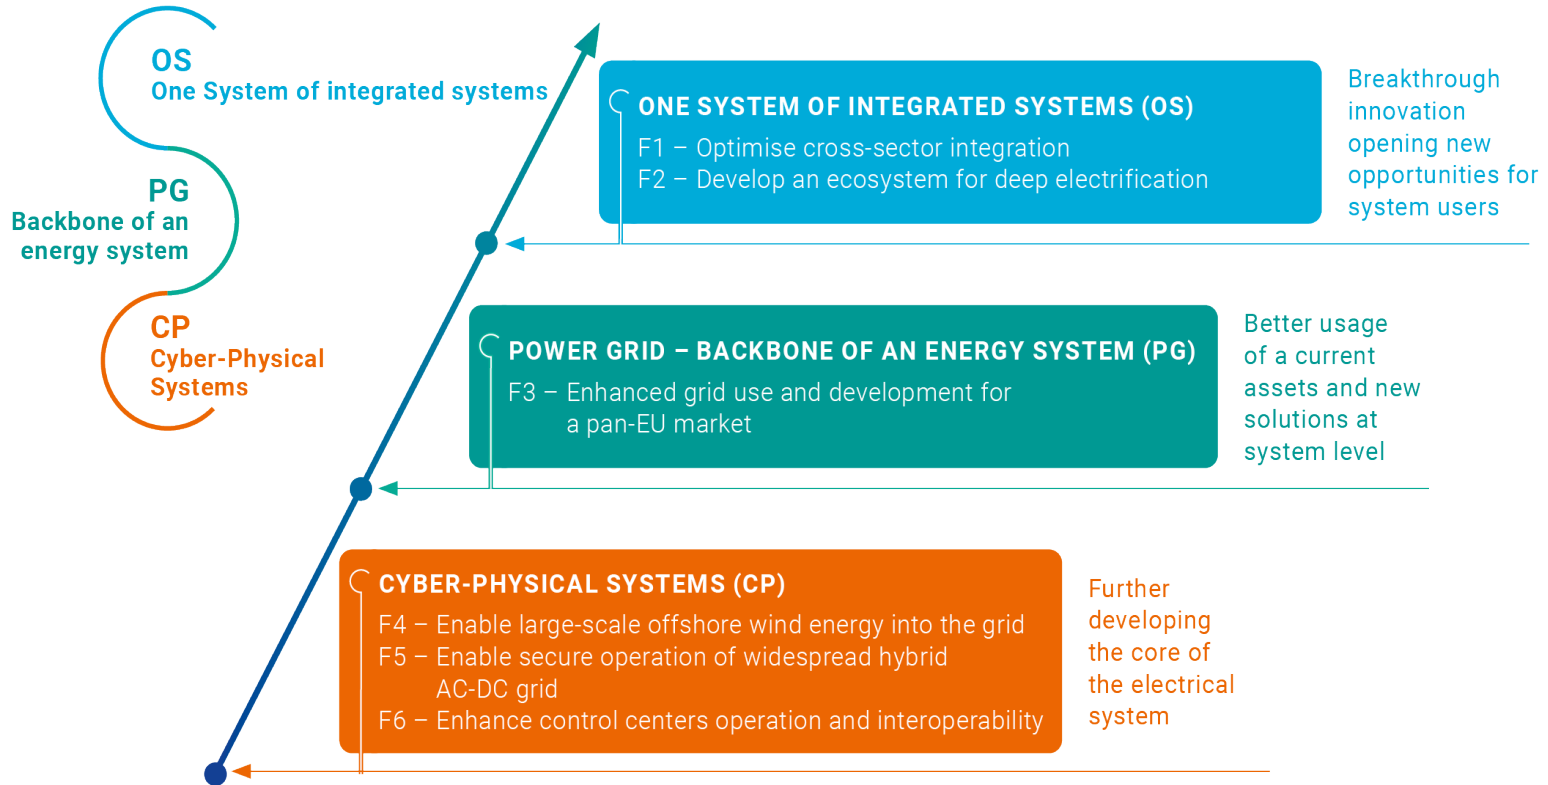 OS
One System of integrated systems
PG
Backbone of an
energy system
CP
Cyber-Physical
Systems
ONE SYSTEM OF INTEGRATED SYSTEMS (OS)
F1 – Optimise cross-sector integration
F2 – Develop an ecosystem for deep electrification
Breakthrough
innovation
opening new
opportunities for
system users
POWER GRID – BACKBONE OF AN ENERGY SYSTEM (PG)
F3 – Enhanced grid use and development for
a pan-EU market
Better usage
of a current
assets and new
solutions at
system level
CYBER-PHYSICAL SYSTEMS (CP)
F4 – Enable large-scale offshore wind energy into the grid
F5 – Enable secure operation of widespread hybrid
AC-DC grid
F6 – Enhance control centers operation and interoperability
Further
developing
the core of
the electrical
system